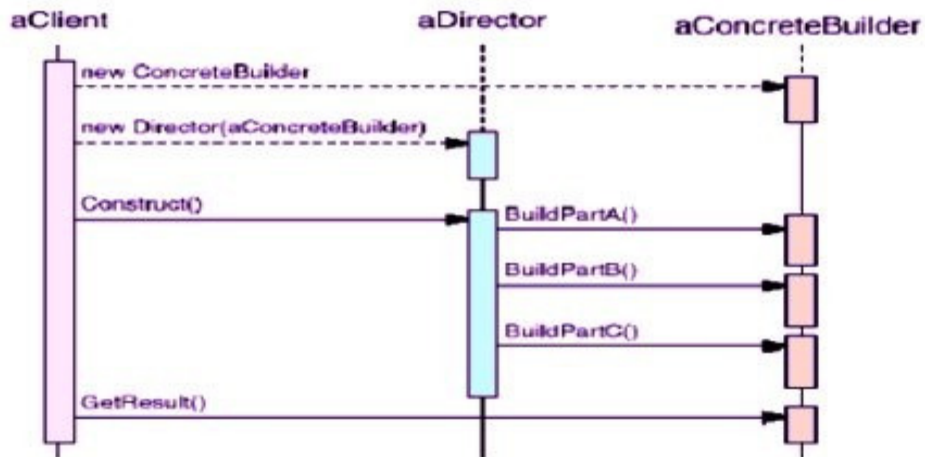 aClient
aDirector
aConcreteBuilder
new ConcreteBuilder
new Director(aConcreteBuilder)
Construct()
BuildPartA()
BuildPartB()
BuildPartC()
GetResult()